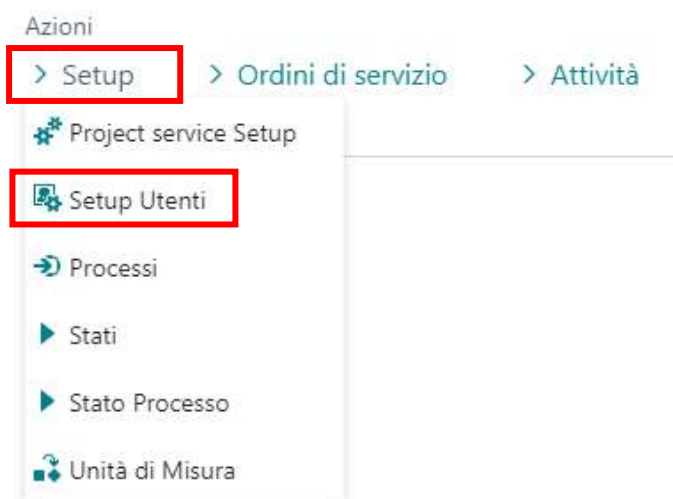 Azioni
> Setup > Ordini di servizio > Attività
Project service Setup
Setup Utenti
Processi
Stati
Stato Processo
Unità di Misura